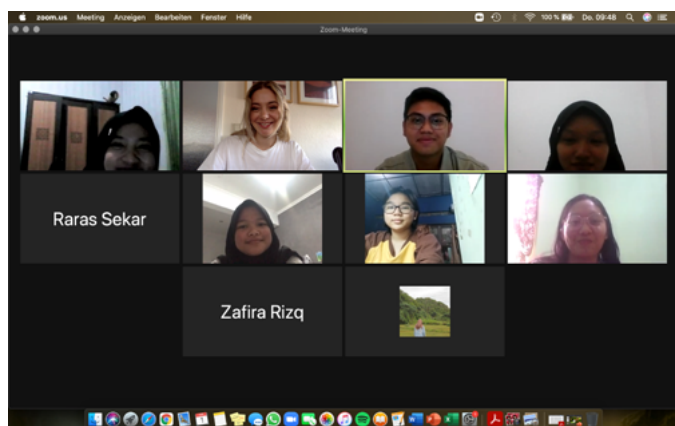 zoom.us Meeting Anzeigen Bearbeiten Fenster Hilfe 100 % Do. 09:48
Zoom-Meeting
Raras Sekar
Zafira Rizq